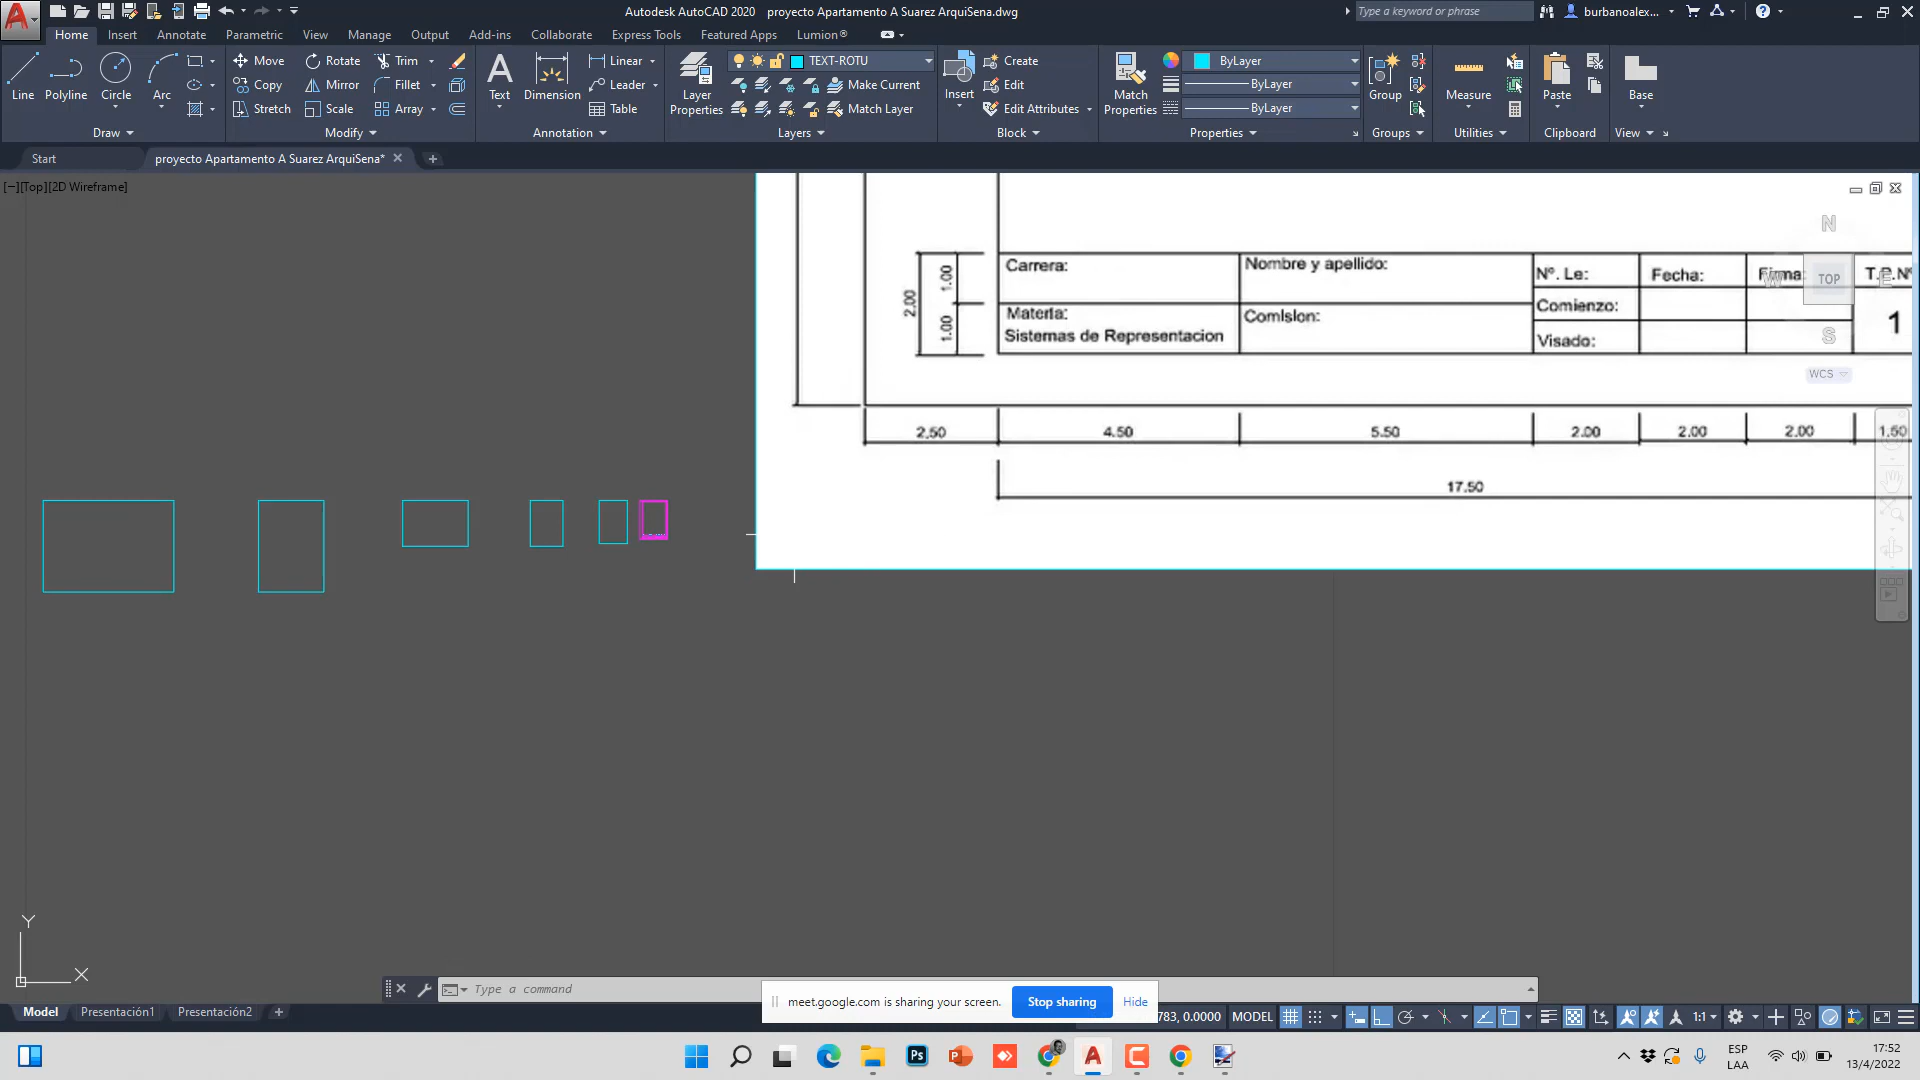 Autodesk AutoCAD 2020 proyecto Apartamento A Suarez ArquiSena.dwg
Type a keyword or phrase
burbanoalex...
Home Insert Annotate Parametric View Manage Output Add-ins Collaborate Express Tools Featured Apps Lumion®
Line Polyline Circle Arc
Move Rotate Trim
Copy Mirror Fillet
Stretch Scale Array
Text Dimension
Linear
Leader
Table
Layer Properties
TEXT-ROTU
Make Current
Match Layer
Insert
Create
Edit
Edit Attributes
Match Properties
ByLayer
ByLayer
ByLayer
Group
Measure
Paste
Base
Draw Modify Annotation Layers Block Properties Groups Utilities Clipboard View
Start proyecto Apartamento A Suarez ArquiSena*
[−][Top][2D Wireframe]
N
W TOP E
S
WCS
2.00
1.00
1.00
Carrera: Nombre y apellido: Nº. Le: Fecha: Firma: T.P.Nº
Materia: Comision: Comienzo: 1
Sistemas de Representacion Visado:
2.50 4.50 5.50 2.00 2.00 2.00 1.50
17.50
Y
X
Type a command
meet.google.com is sharing your screen. Stop sharing Hide
Model Presentación1 Presentación2
783, 0.0000 MODEL 1:1
Ps
ESP
LAA
17:52
13/4/2022